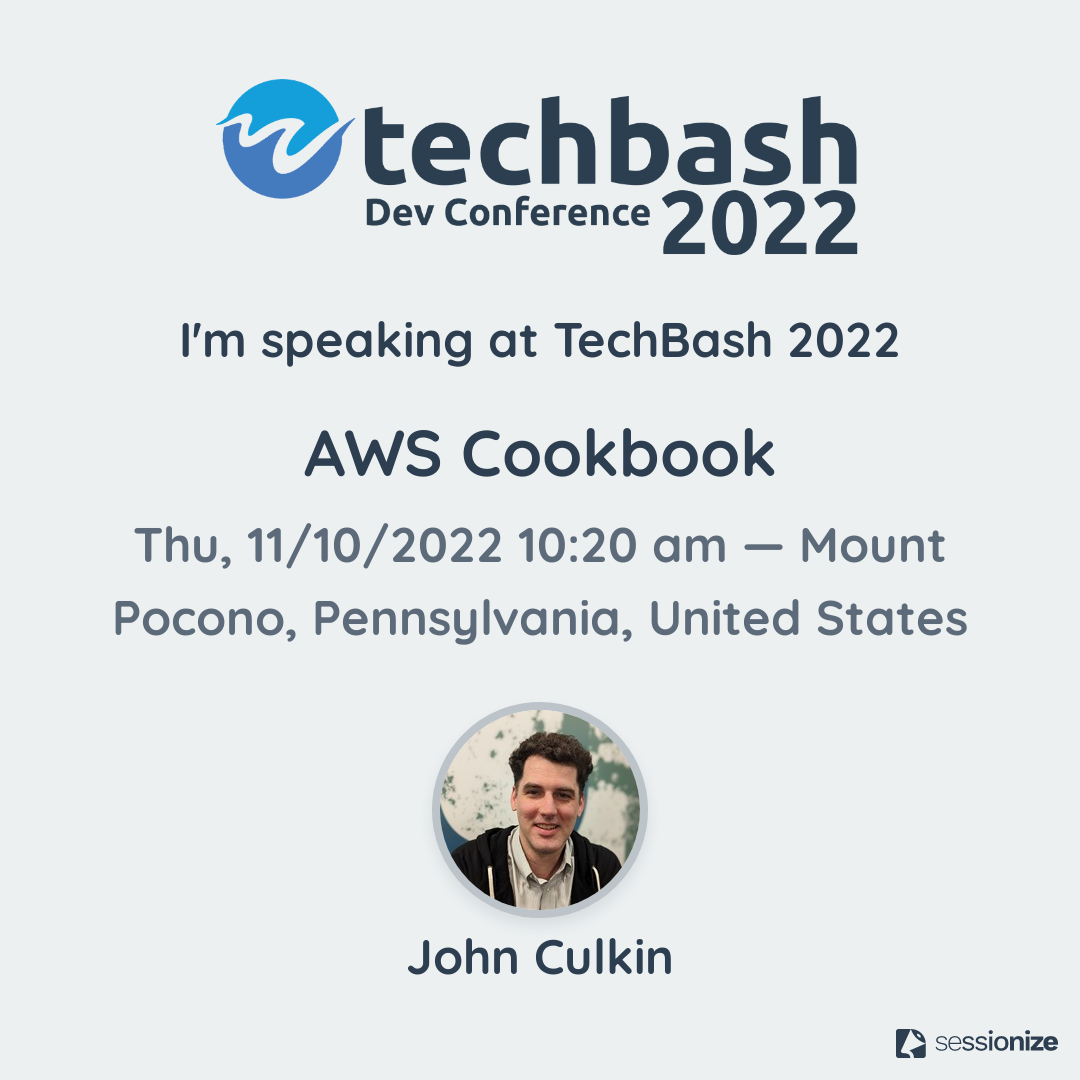 techbash
Dev Conference 2022
I'm speaking at TechBash 2022
AWS Cookbook
Thu, 11/10/2022 10:20 am — Mount
Pocono, Pennsylvania, United States
John Culkin
sessionize